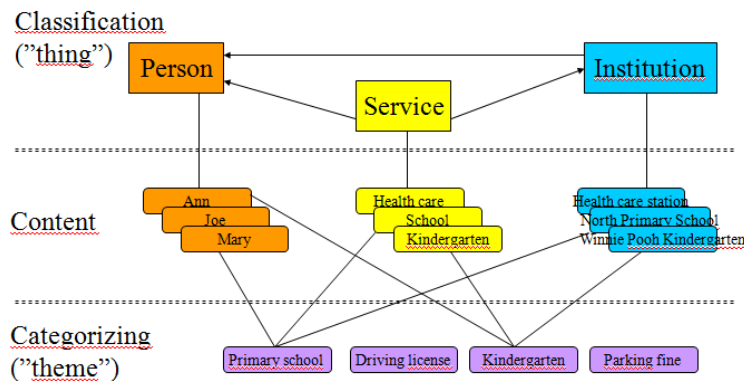 Classification
(”thing”)
Person
Institution
Service
Content
Ann
Joe
Mary
Health care
School
Kindergarten
Health care station
North Primary School
Winnie Pooh Kindergarten
Categorizing
(”theme”)
Primary school
Driving license
Kindergarten
Parking fine